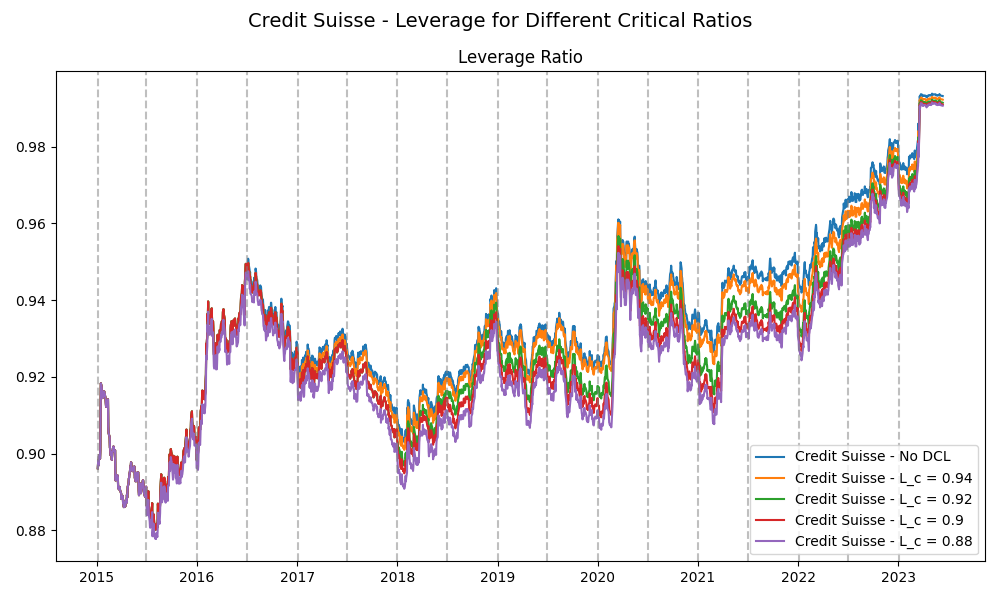 Credit Suisse - Leverage for Different Critical Ratios
Leverage Ratio
0.98
0.96
0.94
0.92
0.90
0.88
2015 2016 2017 2018 2019 2020 2021 2022 2023
Credit Suisse - No DCL
Credit Suisse - L_c = 0.94
Credit Suisse - L_c = 0.92
Credit Suisse - L_c = 0.9
Credit Suisse - L_c = 0.88